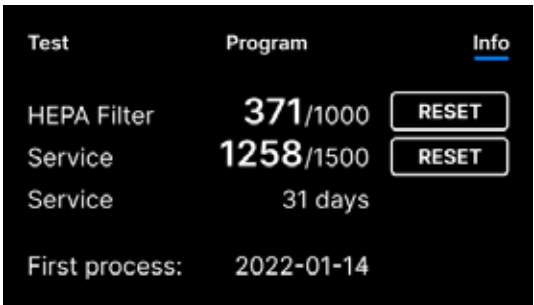 Test Program Info
HEPA Filter 371/1000 RESET
Service 1258/1500 RESET
Service 31 days
First process: 2022-01-14